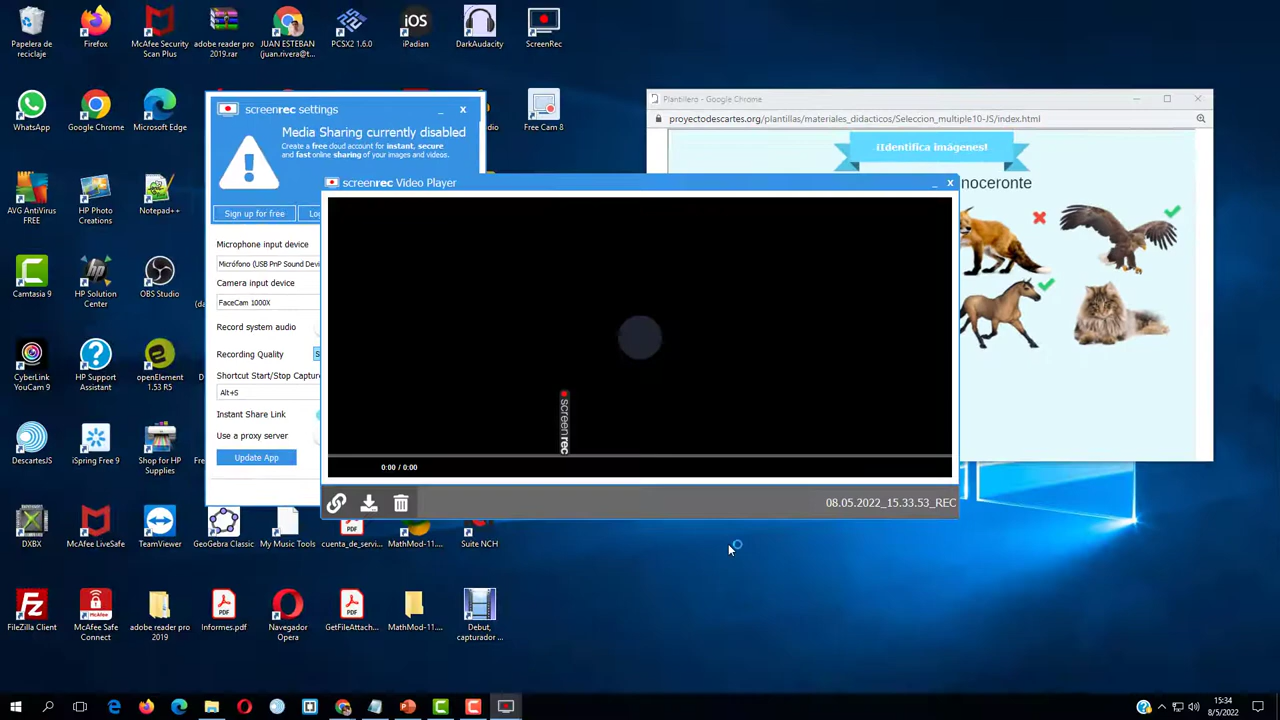 Papelera de reciclaje
Firefox
McAfee Security Scan Plus
adobe reader pro 2019.rar
JUAN ESTEBAN (juan.rivera@t...
PCSX2 1.6.0
iOS
iPadian
DarkAudacity
ScreenRec
WhatsApp
Google Chrome
Microsoft Edge
Free Cam 8
AVG AntiVirus FREE
HP Photo Creations
Notepad++
Camtasia 9
HP Solution Center
OBS Studio
CyberLink YouCam 9
HP Support Assistant
openElement 1.53 R5
DescartesJS
iSpring Free 9
Shop for HP Supplies
DXBX
McAfee LiveSafe
TeamViewer
GeoGebra Classic
My Music Tools
PDF
cuenta_de_servi...
MathMod-11....
Suite NCH
FileZilla Client
McAfee Safe Connect
adobe reader pro 2019
PDF
Informes.pdf
Navegador Opera
PDF
GetFileAttach...
MathMod-11....
Debut, capturador ...
screenrec settings
_ x
Media Sharing currently disabled
Create a free cloud account for instant, secure
and fast online sharing of your images and videos.
Sign up for free
Microphone input device
Micrófono (USB PnP Sound Devi
Camera input device
FaceCam 1000X
Record system audio
Recording Quality
Shortcut Start/Stop Capture
Alt+S
Instant Share Link
Use a proxy server
Update App
screenrec Video Player
_ x
screenrec
0:00 / 0:00
08.05.2022_15.33.53_REC
Plantillero - Google Chrome
proyectodescartes.org/plantillas/materiales_didacticos/Seleccion_multiple10-JS/index.html
¡Identifica imágenes!
noceronte
15:34
8/5/2022